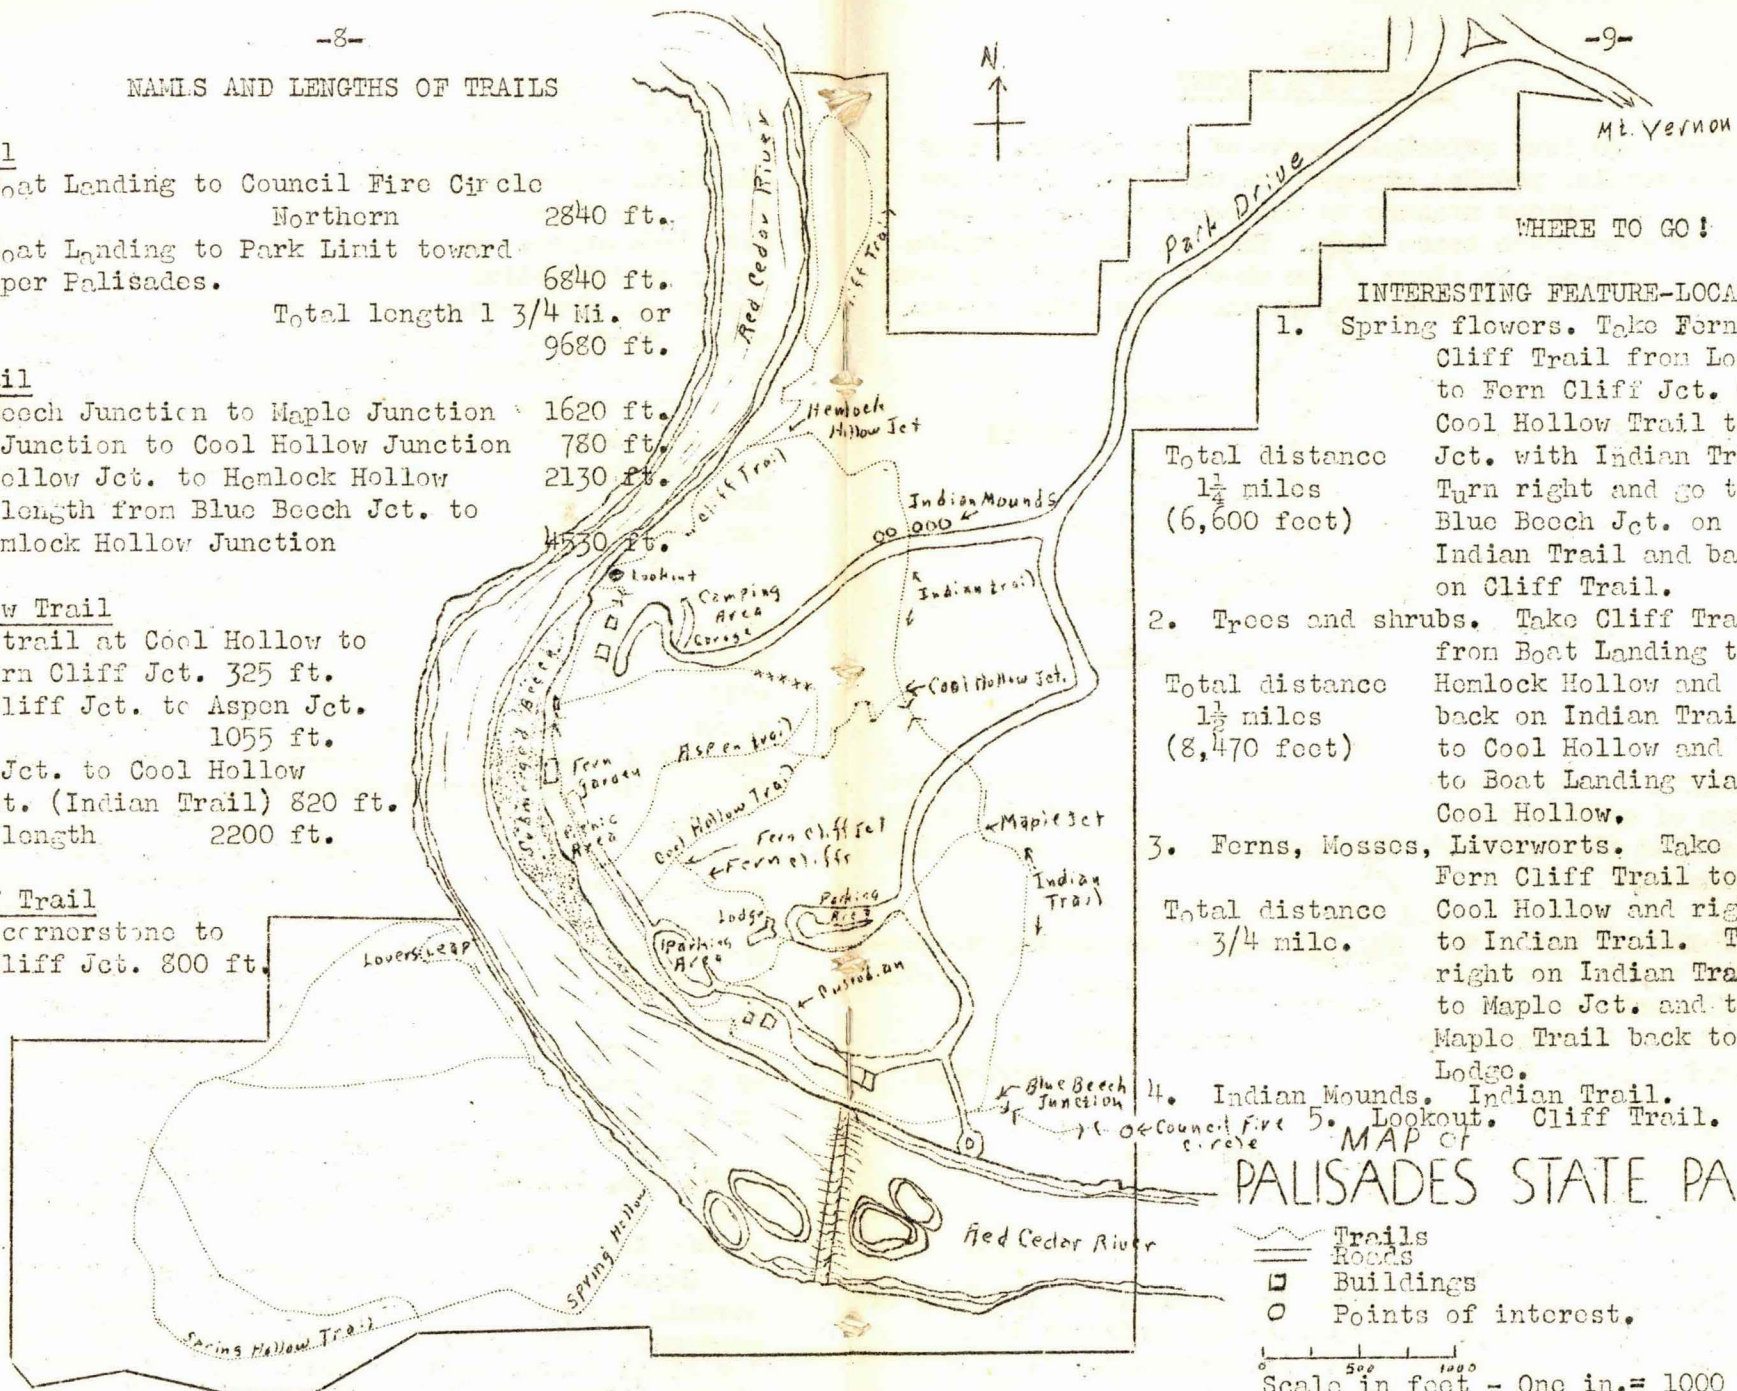 -8-
NAMES AND LENGTHS OF TRAILS
l
oat Landing to Council Fire Circle
Northern 2840 ft.
oat Landing to Park Limit toward
per Palisades. 6840 ft.
Total length 1 3/4 Mi. or
9680 ft.
il
eech Junction to Maple Junction 1620 ft.
Junction to Cool Hollow Junction 780 ft.
ollow Jct. to Hemlock Hollow 2130 ft.
length from Blue Beech Jct. to
mlock Hollow Junction 4530 ft.
w Trail
trail at Cool Hollow to
rn Cliff Jct. 325 ft.
liff Jct. to Aspen Jct.
1055 ft.
Jct. to Cool Hollow
t. (Indian Trail) 820 ft.
length 2200 ft.
f Trail
cornerstone to
liff Jct. 800 ft.
N.
Red Cedar River
Cliff Trail
Hemlock
Hollow Jct
Cliff Trail
Indian Mounds
Lookout
Camping
Area
Garage
Indian trail
Cool Hollow Jct.
Submerged Beach
Fern
Garden
Aspen trail
Picnic
Area
Cool Hollow Trail
Fern Cliff Jct
Fern Cliffs
Maple Jct
Indian
Trail
Lodge
Parking
Area
Parking
Area
Custodian
Lovers Leap
Blue Beech
Junction
Council Fire
Circle
Spring Hollow
Spring Hollow Trail
Red Cedar River
Park Drive
Mt. Vernon
-9-
WHERE TO GO!
INTERESTING FEATURE-LOCA
1. Spring flowers. Take Fern
Cliff Trail from Lo
to Fern Cliff Jct.
Cool Hollow Trail t
Total distance Jct. with Indian Tr
1¼ miles Turn right and go t
(6,600 feet) Blue Beech Jct. on
Indian Trail and ba
on Cliff Trail.
2. Trees and shrubs. Take Cliff Tra
from Boat Landing t
Total distance Hemlock Hollow and
1½ miles back on Indian Trai
(8,470 feet) to Cool Hollow and
to Boat Landing via
Cool Hollow.
3. Ferns, Mosses, Liverworts. Take
Fern Cliff Trail to
Total distance Cool Hollow and rig
3/4 mile. to Indian Trail. T
right on Indian Tra
to Maple Jct. and t
Maple Trail back to
Lodge.
4. Indian Mounds. Indian Trail.
5. Lookout. Cliff Trail.
MAP of
PALISADES STATE PA
Trails
Roads
Buildings
Points of interest.
0 500 1000
Scale in feet - One in.= 1000